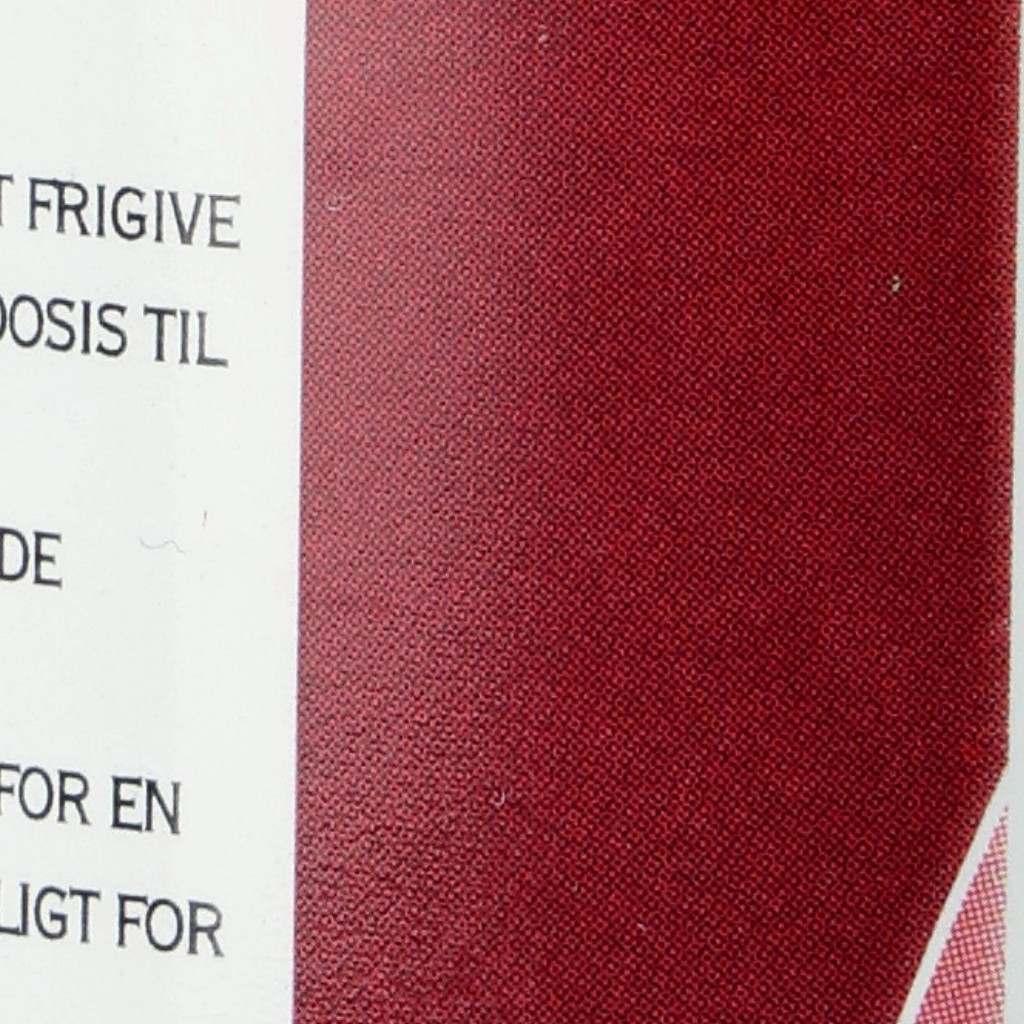 FRIGIVE
DOSIS TIL
DE
FOR EN
LIGT FOR